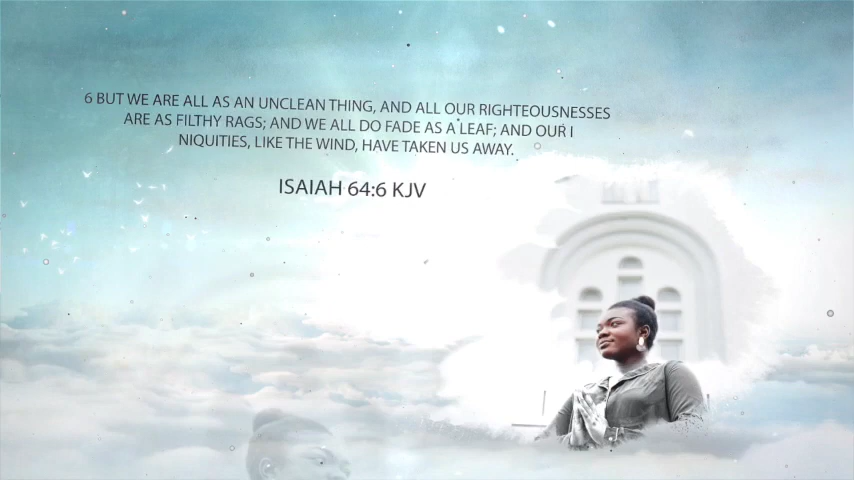 6 BUT WE ARE ALL AS AN UNCLEAN THING, AND ALL OUR RIGHTEOUSNESSES
ARE AS FILTHY RAGS; AND WE ALL DO FADE AS A LEAF; AND OUR I
NIQUITIES, LIKE THE WIND, HAVE TAKEN US AWAY.
ISAIAH 64:6 KJV